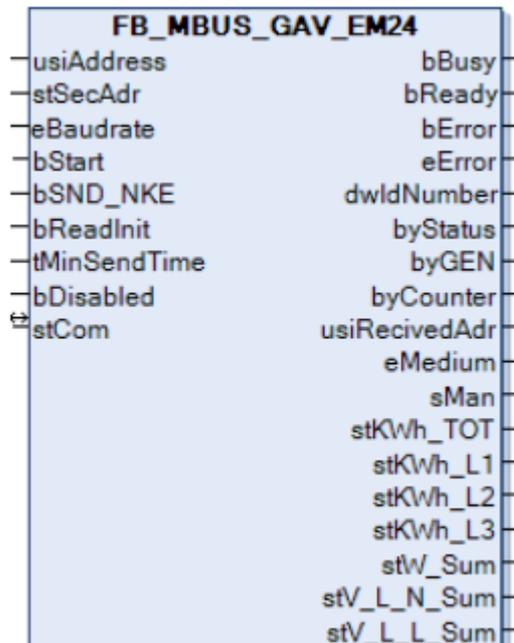 FB_MBUS_GAV_EM24
usiAddress bBusy
stSecAdr bReady
eBaudrate bError
bStart eError
bSND_NKE dwIdNumber
bReadInit byStatus
tMinSendTime byGEN
bDisabled byCounter
stCom usiRecivedAdr
eMedium
sMan
stKWh_TOT
stKWh_L1
stKWh_L2
stKWh_L3
stW_Sum
stV_L_N_Sum
stV_L_L_Sum